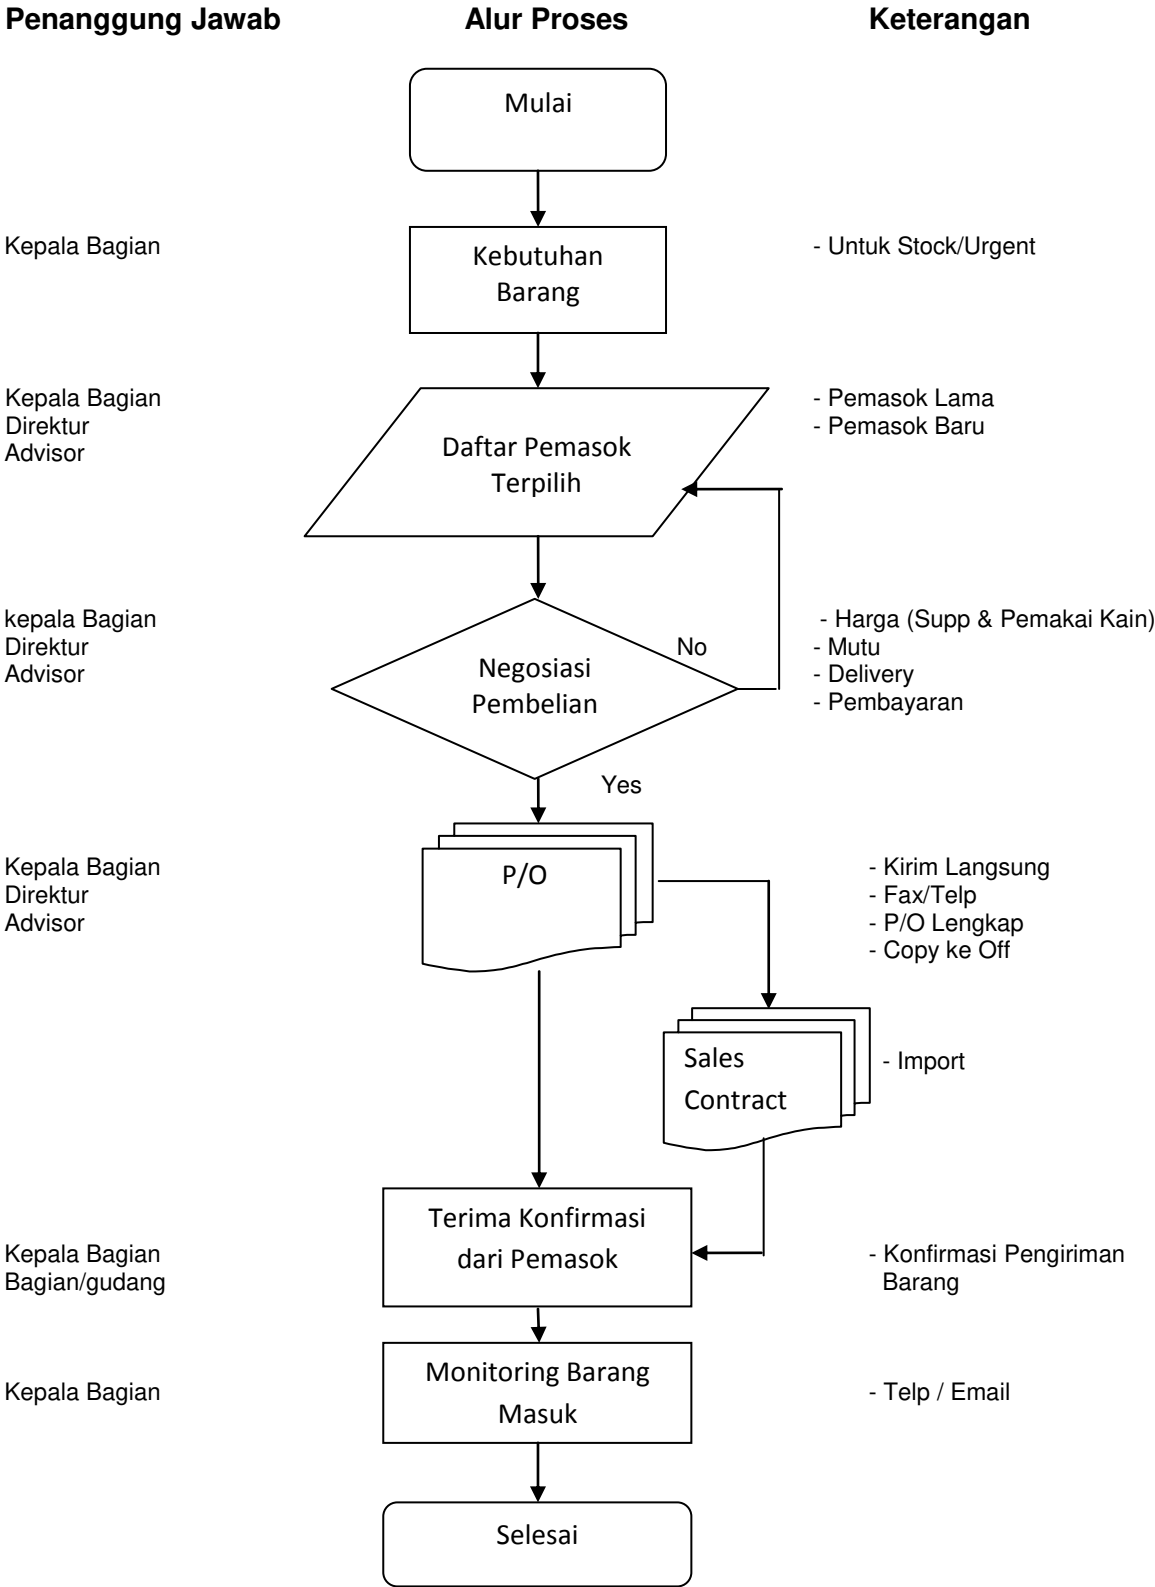 Penanggung Jawab
Alur Proses
Keterangan
Mulai
Kepala Bagian
Kebutuhan
Barang
- Untuk Stock/Urgent
Kepala Bagian
Direktur
Advisor
Daftar Pemasok
Terpilih
- Pemasok Lama
- Pemasok Baru
kepala Bagian
Direktur
Advisor
Negosiasi
Pembelian
No
Yes
- Harga (Supp & Pemakai Kain)
- Mutu
- Delivery
- Pembayaran
Kepala Bagian
Direktur
Advisor
P/O
- Kirim Langsung
- Fax/Telp
- P/O Lengkap
- Copy ke Off
Sales
Contract
- Import
Kepala Bagian
Bagian/gudang
Terima Konfirmasi
dari Pemasok
- Konfirmasi Pengiriman
Barang
Kepala Bagian
Monitoring Barang
Masuk
- Telp / Email
Selesai